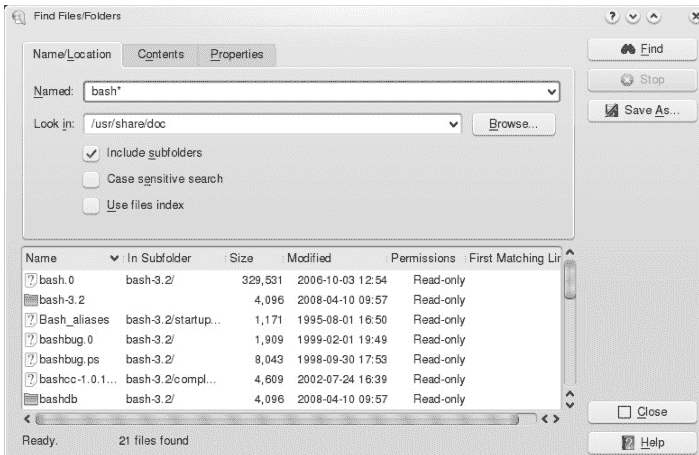 Find Files/Folders
Name/Location Contents Properties
Find
Named: bash*
Stop
Look in: /usr/share/doc Browse...
Save As...
Include subfolders
Case sensitive search
Use files index
Name In Subfolder Size Modified Permissions First Matching Lir
bash.0 bash-3.2/ 329,531 2006-10-03 12:54 Read-only
bash-3.2 4,096 2008-04-10 09:57 Read-only
Bash_aliases bash-3.2/startup... 1,171 1995-08-01 16:50 Read-only
bashbug.0 bash-3.2/ 1,909 1999-02-01 19:49 Read-only
bashbug.ps bash-3.2/ 8,043 1998-09-30 17:53 Read-only
bashcc-1.0.1... bash-3.2/compl... 4,609 2002-07-24 16:39 Read-only
bashdb bash-3.2/ 4,096 2008-04-10 09:57 Read-only
Close
Ready. 21 files found
Help